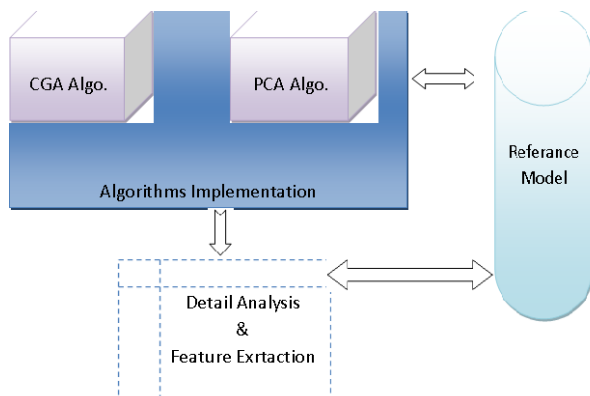 CGA Algo.
PCA Algo.
Algorithms Implementation
Referance
Model
Detail Analysis
&
Feature Exrtaction